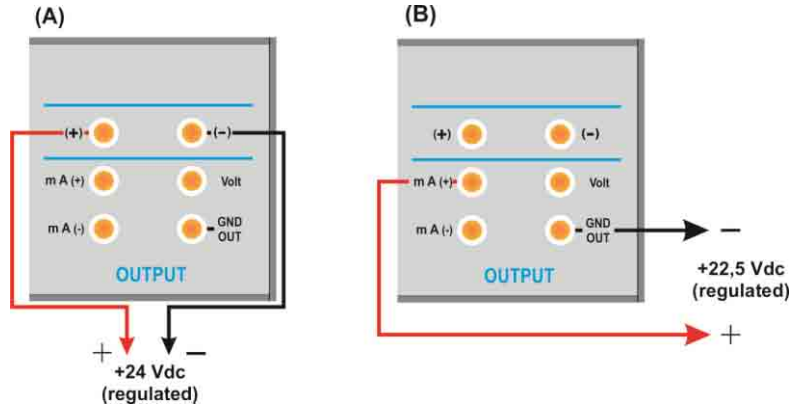 (A)
(+) (-)
m A (+) Volt
m A (-) GND
OUT
OUTPUT
+ −
+24 Vdc
(regulated)
(B)
(+) (-)
m A (+) Volt
m A (-) GND
OUT
OUTPUT
−
+22,5 Vdc
(regulated)
+